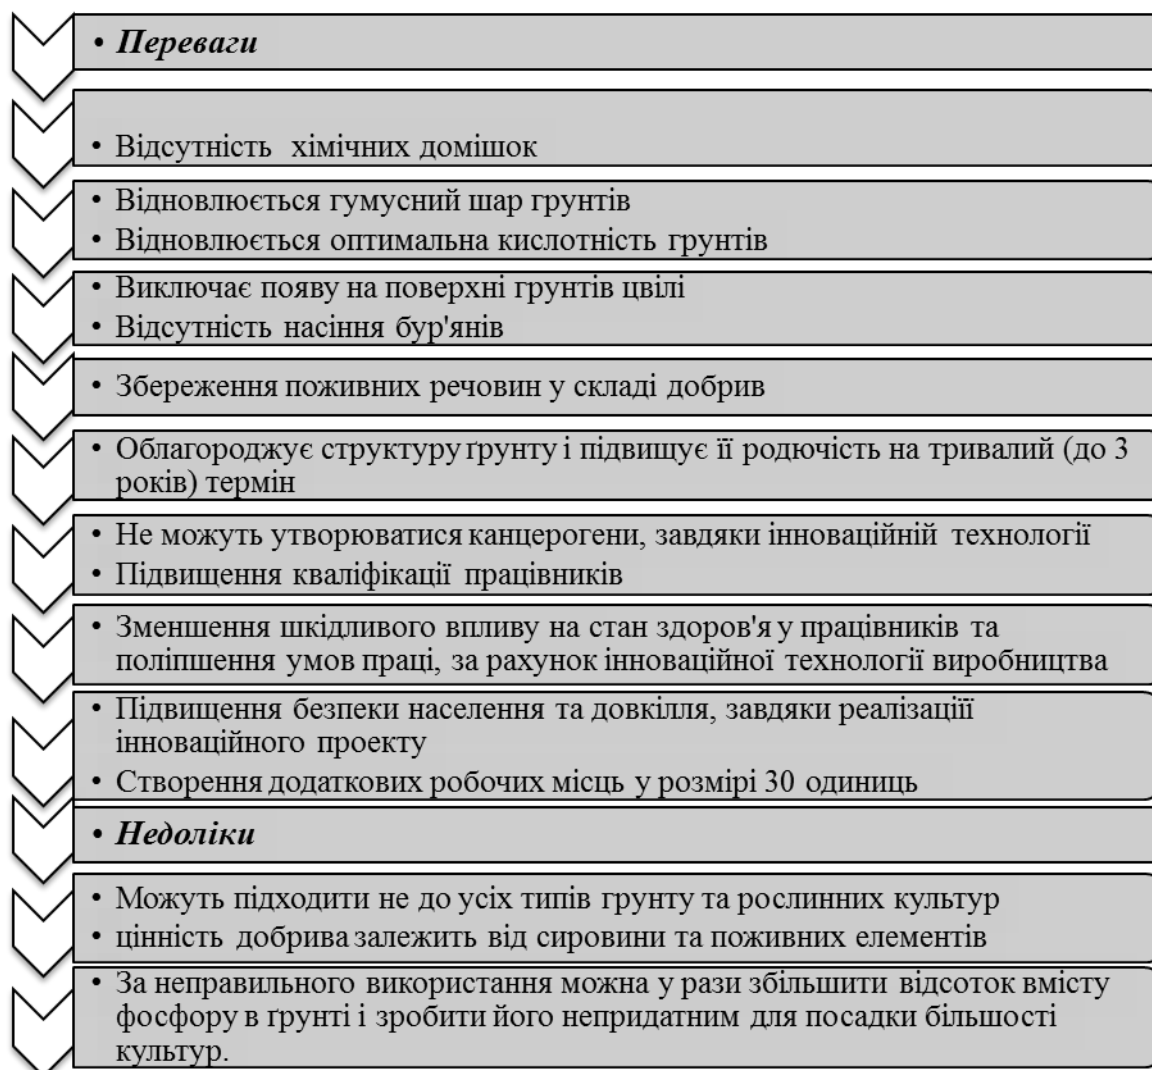 • Переваги
• Відсутність хімічних домішок
• Відновлюється гумусний шар грунтів
• Відновлюється оптимальна кислотність грунтів
• Виключає появу на поверхні грунтів цвілі
• Відсутність насіння бур'янів
• Збереження поживних речовин у складі добрив
• Облагороджує структуру ґрунту і підвищує її родючість на тривалий (до 3
років) термін
• Не можуть утворюватися канцерогени, завдяки інноваційній технології
• Підвищення кваліфікації працівників
• Зменшення шкідливого впливу на стан здоров'я у працівників та
поліпшення умов праці, за рахунок інноваційної технології виробництва
• Підвищення безпеки населення та довкілля, завдяки реалізаціїї
інноваційного проекту
• Створення додаткових робочих місць у розмірі 30 одиниць
• Недоліки
• Можуть підходити не до усіх типів грунту та рослинних культур
• цінність добрива залежить від сировини та поживних елементів
• За неправильного використання можна у рази збільшити відсоток вмісту
фосфору в ґрунті і зробити його непридатним для посадки більшості
культур.